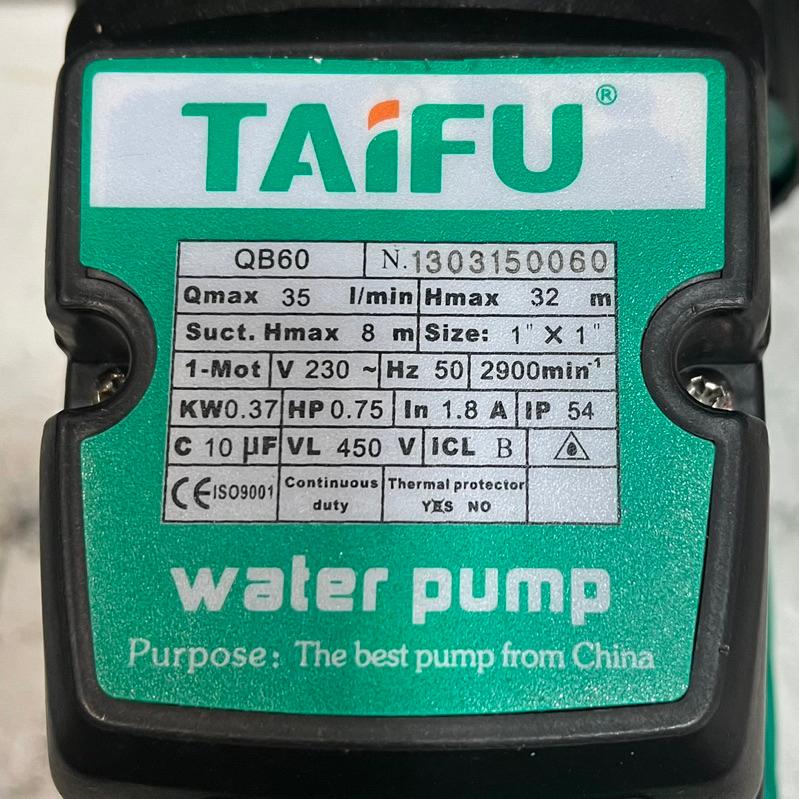 TAiFU®
QB60 N.1303150060
Qmax 35 l/min Hmax 32 m
Suct. Hmax 8 m Size: 1" X 1"
1-Mot V 230 ~ Hz 50 2900min⁻¹
KW0.37 HP 0.75 In 1.8 A IP 54
C 10 µF VL 450 V ICL B
CE ISO9001 Continuous duty Thermal protector YES NO
water pump
Purpose: The best pump from China